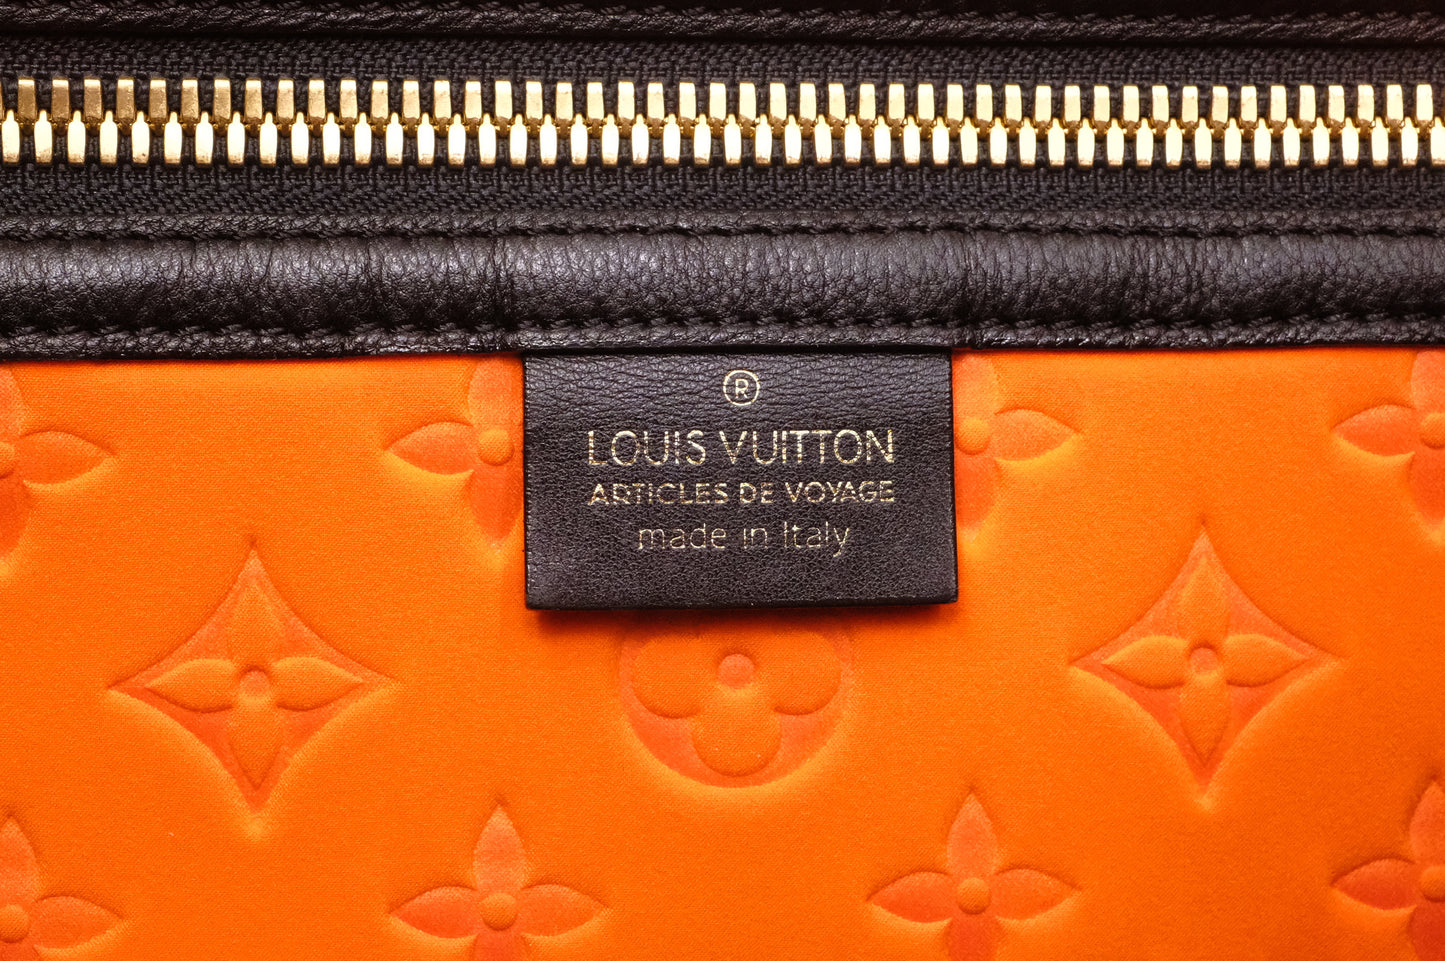 ®
LOUIS VUITTON
ARTICLES DE VOYAGE
made in Italy